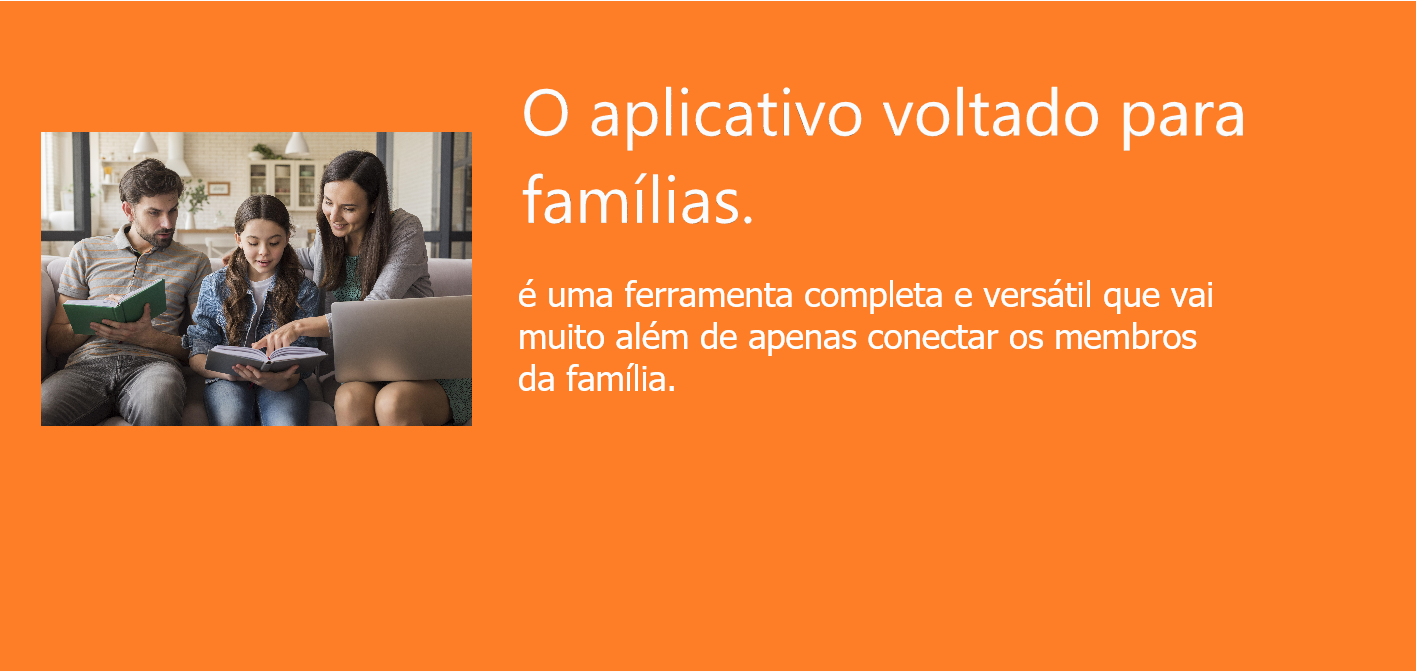 O aplicativo voltado para
famílias.
é uma ferramenta completa e versátil que vai
muito além de apenas conectar os membros
da família.